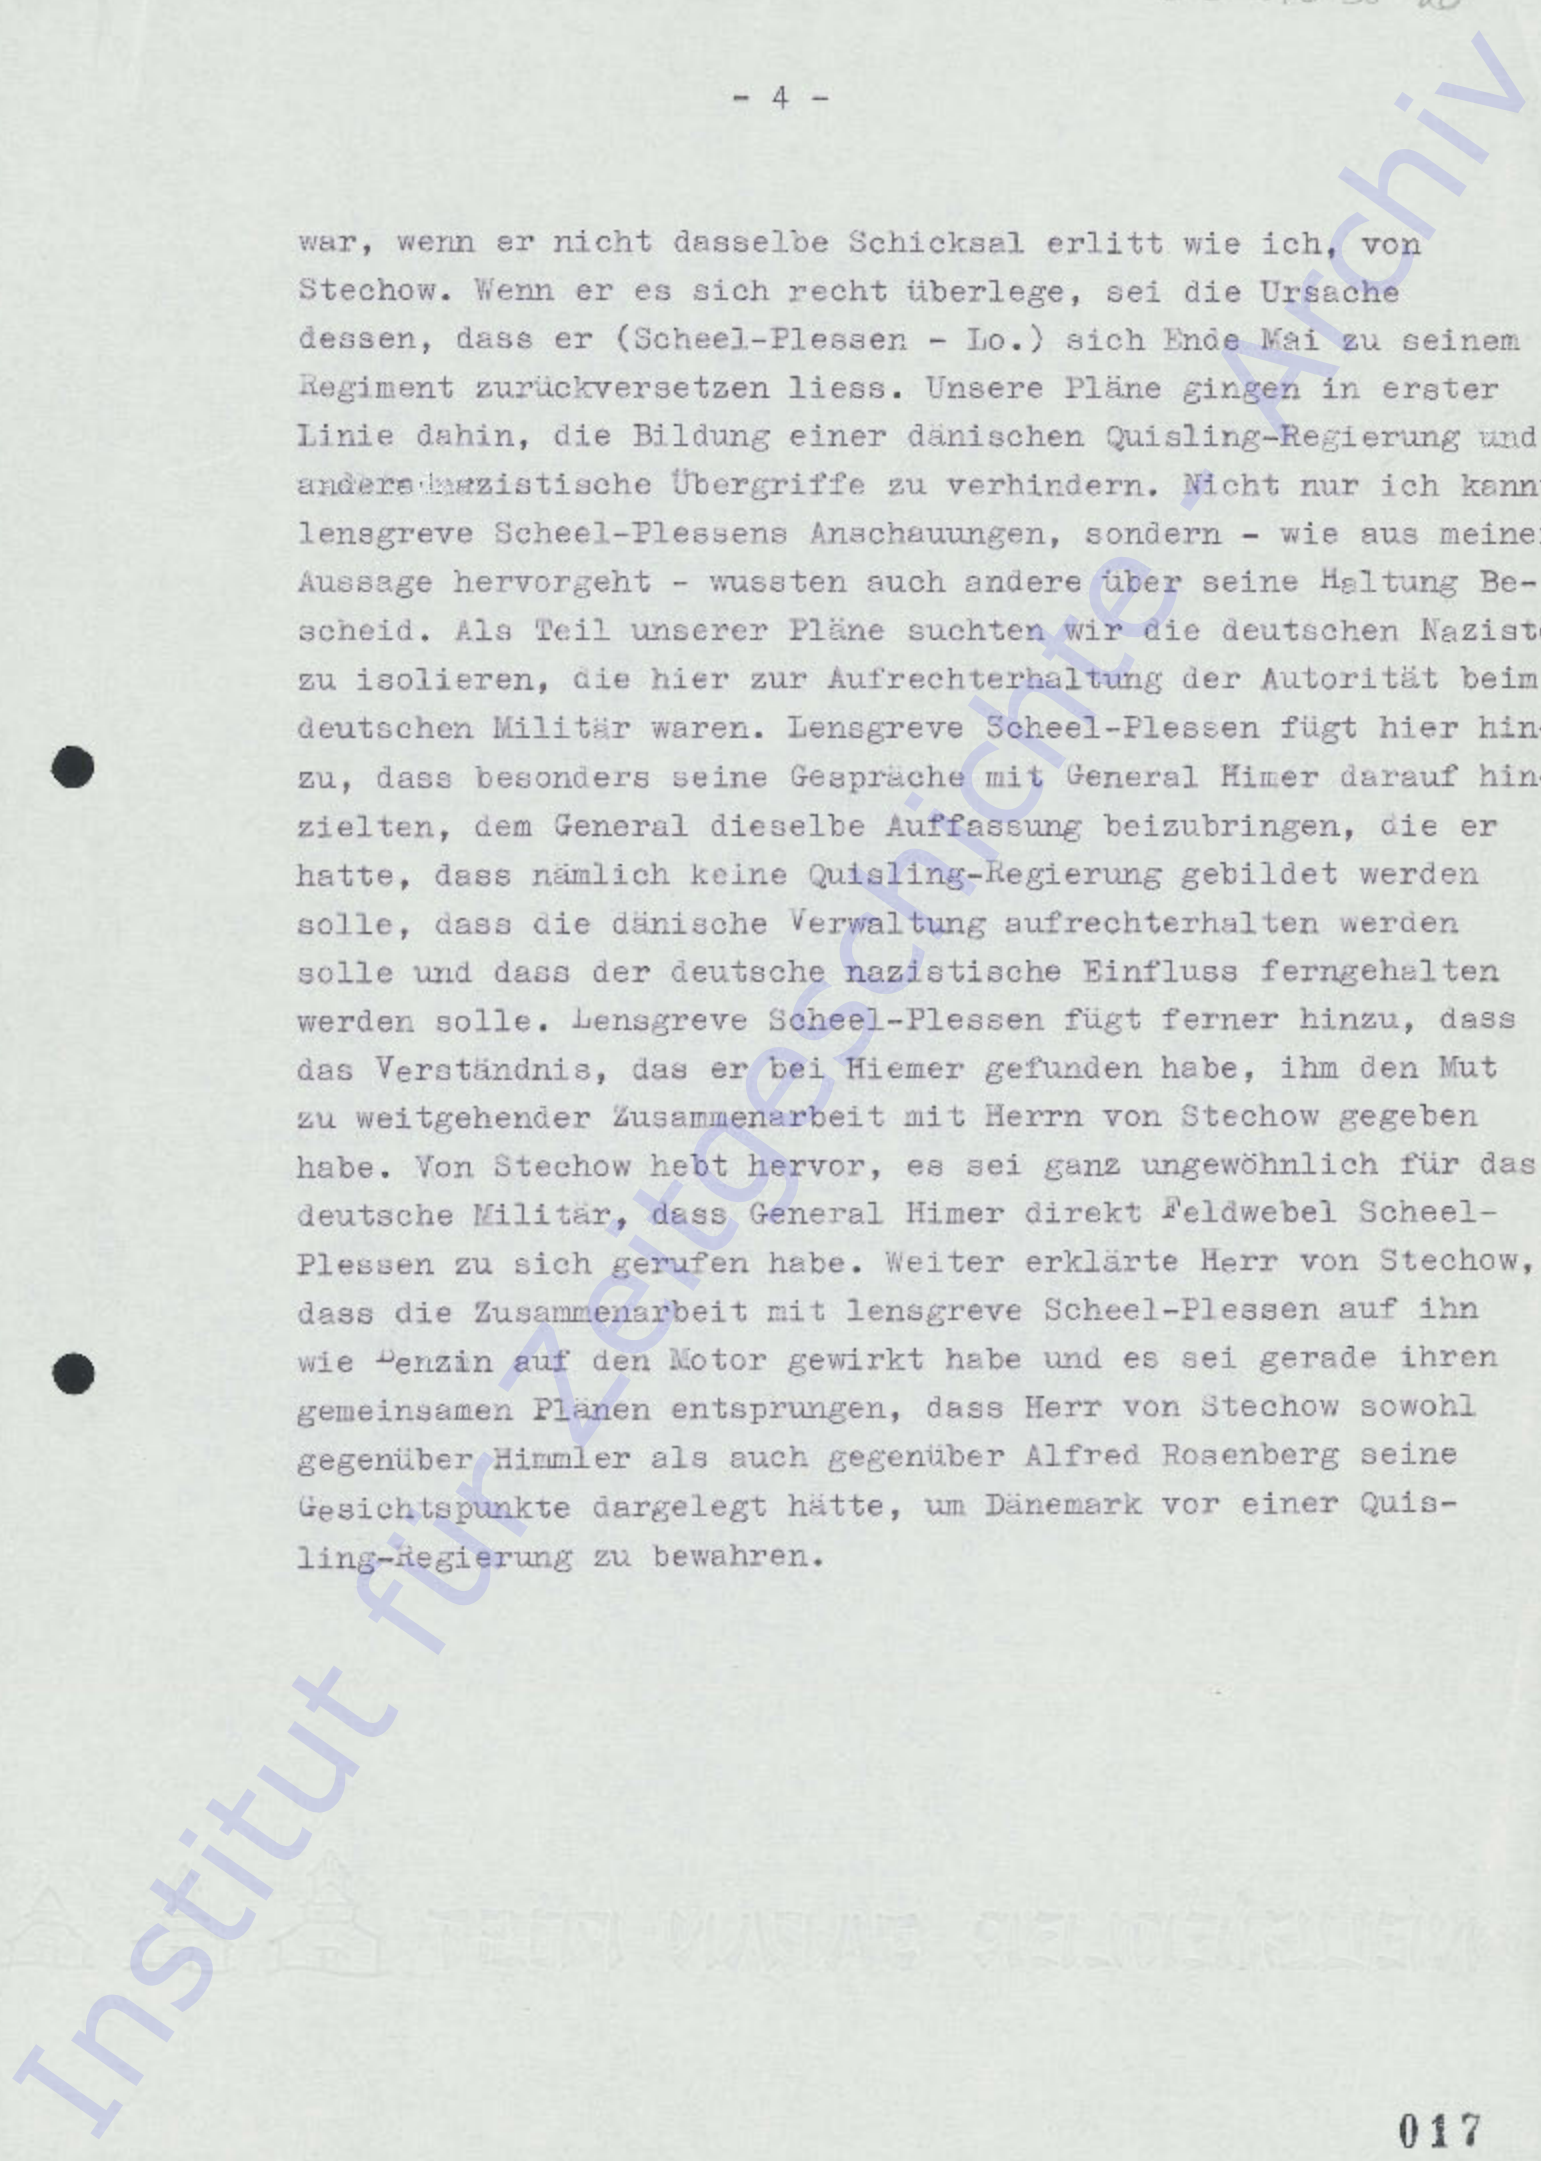 - 4 -
war, wenn er nicht dasselbe Schicksal erlitt wie ich, von
Stechow. Wenn er es sich recht überlege, sei die Ursache
dessen, dass er (Scheel-Plessen - Lo.) sich Ende Mai zu seinem
Regiment zurückversetzen liess. Unsere Pläne gingen in erster
Linie dahin, die Bildung einer dänischen Quisling-Regierung und
andere nazistische Übergriffe zu verhindern. Nicht nur ich kann
lensgreve Scheel-Plessens Anschauungen, sondern - wie aus meine
Aussage hervorgeht - wussten auch andere über seine Haltung Be-
scheid. Als Teil unserer Pläne suchten wir die deutschen Nazist
zu isolieren, die hier zur Aufrechterhaltung der Autorität beim
deutschen Militär waren. Lensgreve Scheel-Plessen fügt hier hin-
zu, dass besonders seine Gespräche mit General Himer darauf hin-
zielten, dem General dieselbe Auffassung beizubringen, die er
hatte, dass nämlich keine Quisling-Regierung gebildet werden
solle, dass die dänische Verwaltung aufrechterhalten werden
solle und dass der deutsche nazistische Einfluss ferngehalten
werden solle. Lensgreve Scheel-Plessen fügt ferner hinzu, dass
das Verständnis, das er bei Hiemer gefunden habe, ihm den Mut
zu weitgehender Zusammenarbeit mit Herrn von Stechow gegeben
habe. Von Stechow hebt hervor, es sei ganz ungewöhnlich für das
deutsche Militär, dass General Himer direkt Feldwebel Scheel-
Plessen zu sich gerufen habe. Weiter erklärte Herr von Stechow,
dass die Zusammenarbeit mit lensgreve Scheel-Plessen auf ihn
wie Benzin auf den Motor gewirkt habe und es sei gerade ihren
gemeinsamen Plänen entsprungen, dass Herr von Stechow sowohl
gegenüber Himmler als auch gegenüber Alfred Rosenberg seine
Gesichtspunkte dargelegt hätte, um Dänemark vor einer Quis-
ling-Regierung zu bewahren.
Institut für Zeitgeschichte - Archiv
017